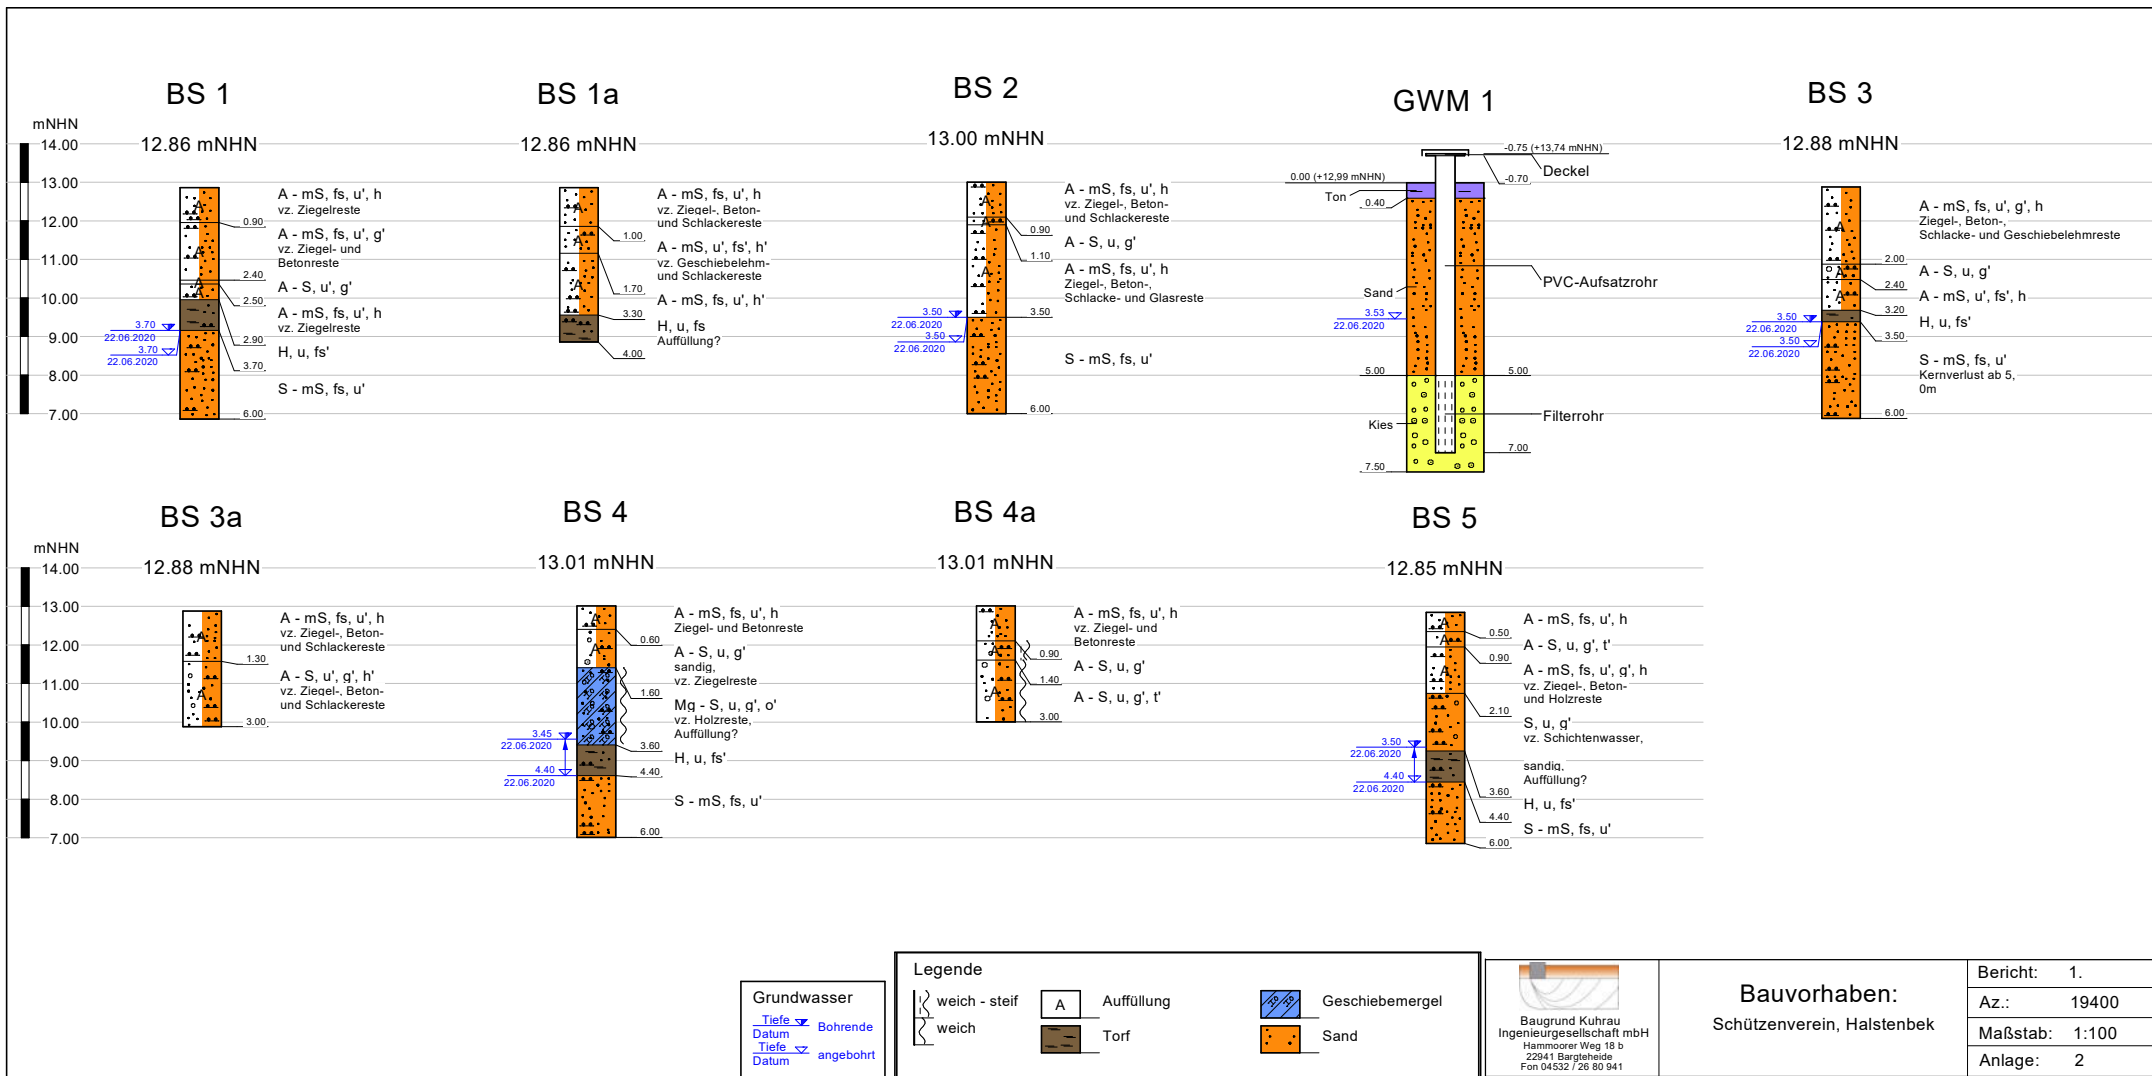 BS 1
12.86 mNHN
mNHN
14.00
13.00
12.00
11.00
10.00
9.00
8.00
7.00
A - mS, fs, u', h
vz. Ziegelreste
0.90
A - mS, fs, u', g'
vz. Ziegel- und
Betonreste
2.40
A - S, u', g'
2.50
A - mS, fs, u', h
vz. Ziegelreste
2.90
H, u, fs'
3.70
S - mS, fs, u'
6.00
3.70
22.06.2020
3.70
22.06.2020
A
A
A
A
BS 1a
12.86 mNHN
A - mS, fs, u', h
vz. Ziegel-, Beton-
und Schlackereste
1.00
A - mS, u', fs', h'
vz. Geschiebelehm-
und Schlackereste
1.70
A - mS, fs, u', h'
3.30
H, u, fs
Auffüllung?
4.00
A
A
A
BS 2
13.00 mNHN
A - mS, fs, u', h
vz. Ziegel-, Beton-
und Schlackereste
0.90
A - S, u, g'
1.10
A - mS, fs, u', h
Ziegel-, Beton-,
Schlacke- und Glasreste
3.50
S - mS, fs, u'
6.00
3.50
22.06.2020
3.50
22.06.2020
A
A
A
GWM 1
-0.75 (+13,74 mNHN)
Deckel
-0.70
0.00 (+12,99 mNHN)
Ton
0.40
PVC-Aufsatzrohr
Sand
3.53
22.06.2020
5.00
5.00
Filterrohr
Kies
7.00
7.50
BS 3
12.88 mNHN
A - mS, fs, u', g', h
Ziegel-, Beton-,
Schlacke- und Geschiebelehmreste
2.00
A - S, u, g'
2.40
A - mS, u', fs', h
3.20
H, u, fs'
3.50
S - mS, fs, u'
Kernverlust ab 5,
0m
6.00
3.50
22.06.2020
3.50
22.06.2020
A
A
A
BS 3a
12.88 mNHN
mNHN
14.00
13.00
12.00
11.00
10.00
9.00
8.00
7.00
A - mS, fs, u', h
vz. Ziegel-, Beton-
und Schlackereste
1.30
A - S, u', g', h'
vz. Ziegel-, Beton-
und Schlackereste
3.00
A
A
BS 4
13.01 mNHN
A - mS, fs, u', h
Ziegel- und Betonreste
0.60
A - S, u, g'
sandig,
vz. Ziegelreste
1.60
Mg - S, u, g', o'
vz. Holzreste,
Auffüllung?
3.60
H, u, fs'
4.40
S - mS, fs, u'
6.00
3.45
22.06.2020
4.40
22.06.2020
A
A
BS 4a
13.01 mNHN
A - mS, fs, u', h
vz. Ziegel- und
Betonreste
0.90
A - S, u, g'
1.40
A - S, u, g', t'
3.00
A
A
A
BS 5
12.85 mNHN
A - mS, fs, u', h
0.50
A - S, u, g', t'
0.90
A - mS, fs, u', g', h
vz. Ziegel-, Beton-
und Holzreste
2.10
S, u, g'
vz. Schichtenwasser,
sandig,
Auffüllung?
3.60
H, u, fs'
4.40
S - mS, fs, u'
6.00
3.50
22.06.2020
4.40
22.06.2020
A
A
A
Grundwasser
Tiefe
Datum
Bohrende
Tiefe
Datum
angebohrt
Legende
weich - steif
weich
A
Auffüllung
Torf
Geschiebemergel
Sand
Baugrund Kuhrau
Ingenieurgesellschaft mbH
Hammoorer Weg 18 b
22941 Bargteheide
Fon 04532 / 26 80 941
Bauvorhaben:
Schützenverein, Halstenbek
Bericht: 1.
Az.: 19400
Maßstab: 1:100
Anlage: 2